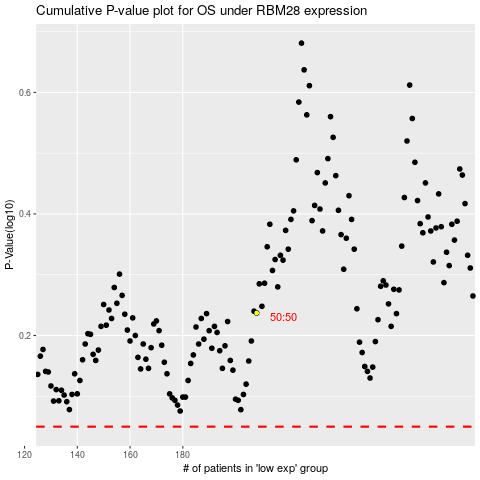 Cumulative P-value plot for OS under RBM28 expression
P-Value(log10)
0.6
0.4
0.2
50:50
120 140 160 180
# of patients in 'low exp' group